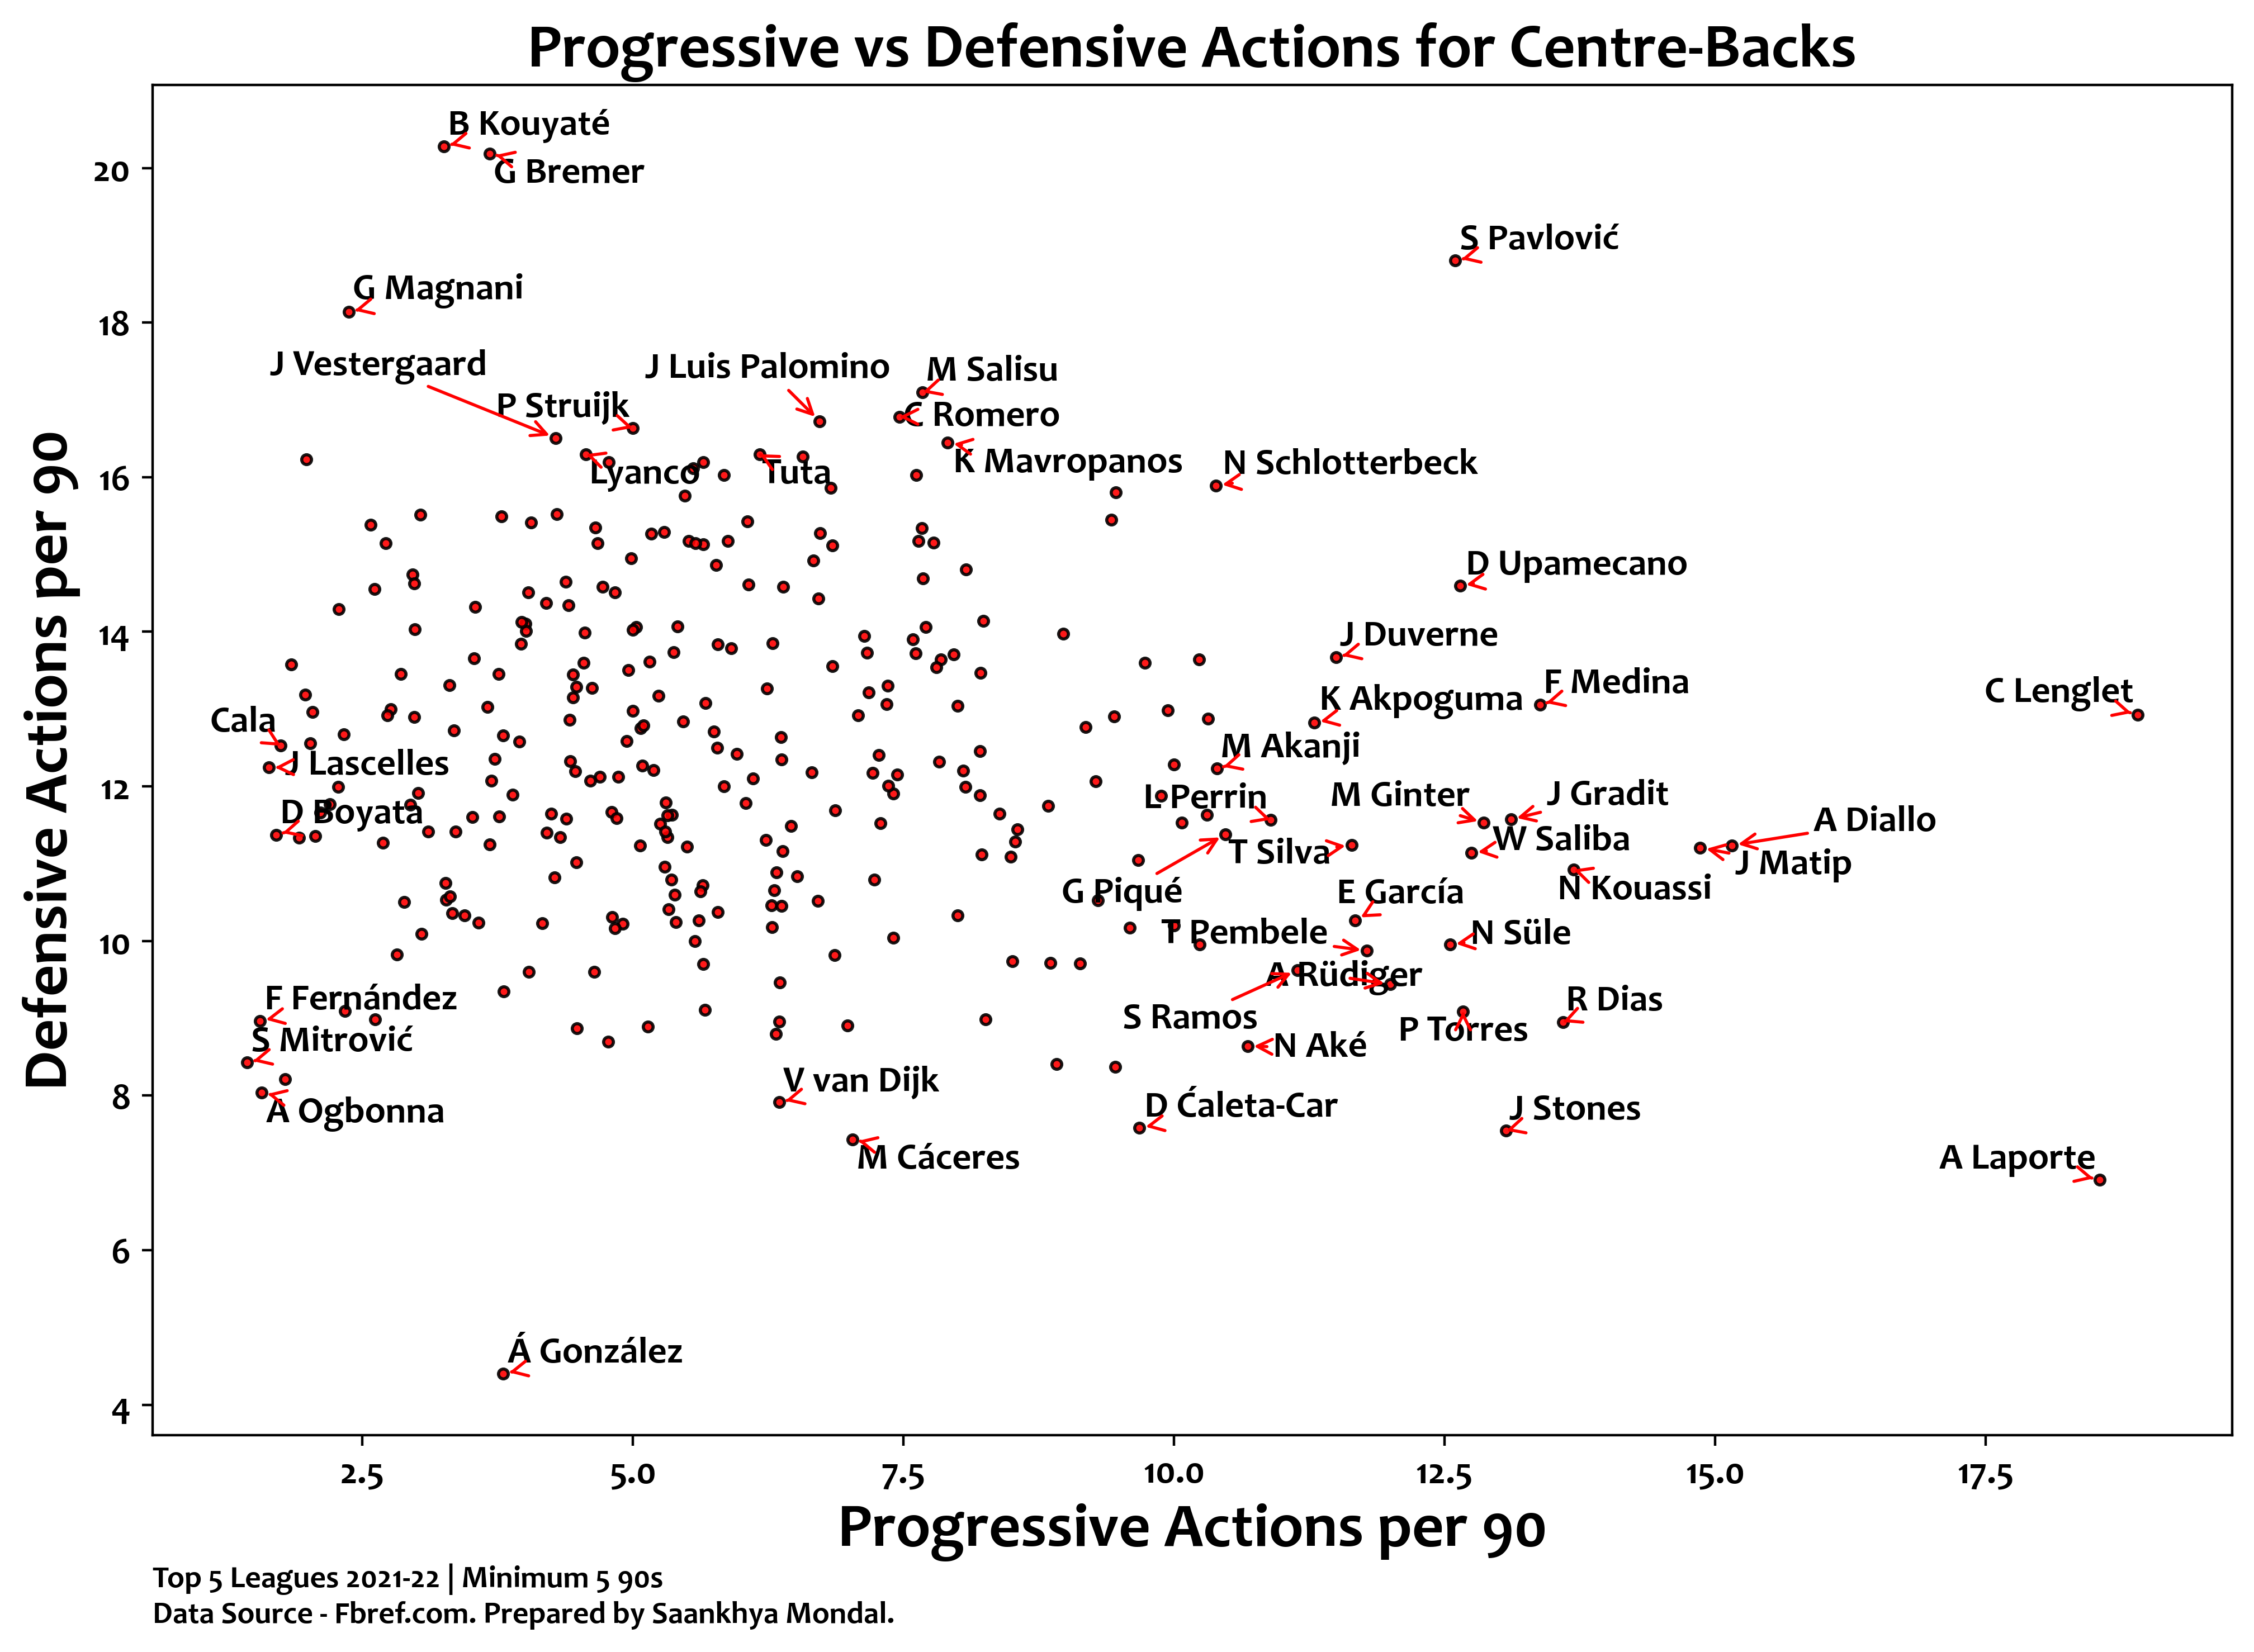 Progressive vs Defensive Actions for Centre-Backs
B Kouyaté
G Bremer
S Pavlović
G Magnani
J Vestergaard
J Luis Palomino
M Salisu
P Struijk
C Romero
K Mavropanos
Lyanco
Tuta
N Schlotterbeck
D Upamecano
J Duverne
F Medina
C Lenglet
K Akpoguma
Cala
M Akanji
J Lascelles
L Perrin
M Ginter
J Gradit
D Boyata
A Diallo
W Saliba
T Silva
J Matip
G Piqué
E García
N Kouassi
T Pembele
N Süle
A Rüdiger
F Fernández
R Dias
S Ramos
P Torres
S Mitrović
N Aké
V van Dijk
A Ogbonna
D Ćaleta-Car
J Stones
M Cáceres
A Laporte
Á González
20
18
16
14
12
10
8
6
4
Defensive Actions per 90
2.5
5.0
7.5
10.0
12.5
15.0
17.5
Progressive Actions per 90
Top 5 Leagues 2021-22 | Minimum 5 90s
Data Source - Fbref.com. Prepared by Saankhya Mondal.